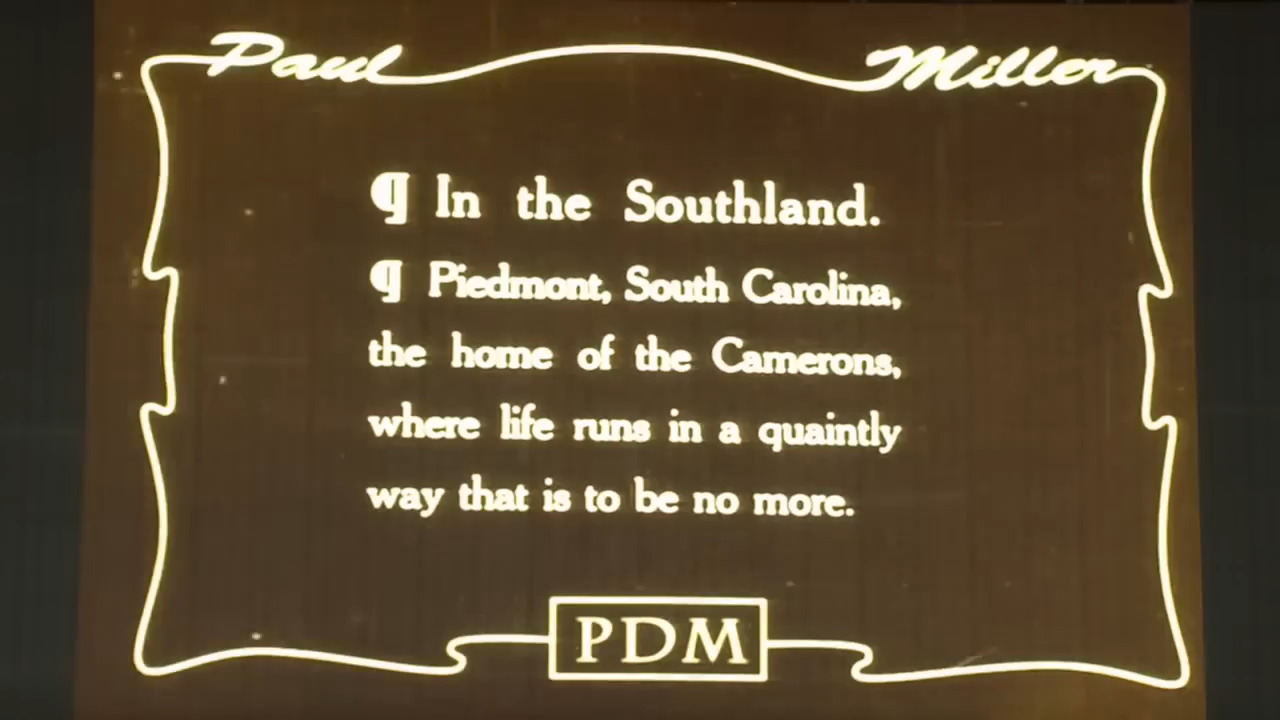 Paul Miller
¶ In the Southland.
¶ Piedmont, South Carolina,
the home of the Camerons,
where life runs in a quaintly
way that is to be no more.
PDM